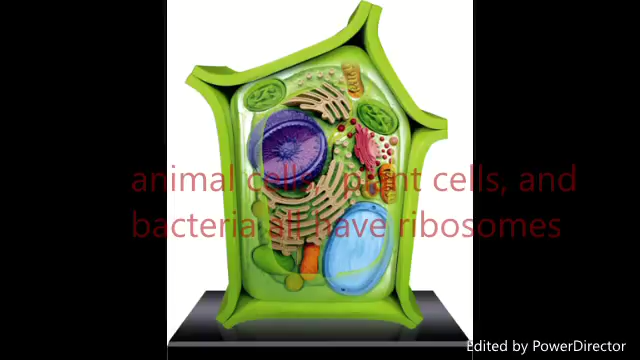 animal cells, plant cells, and
bacteria all have ribosomes
Edited by PowerDirector